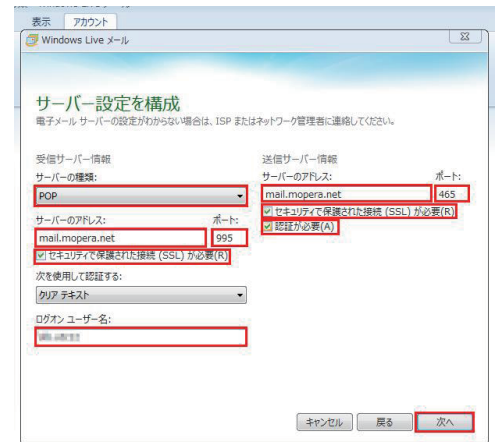 表示 アカウント
Windows Live メール
サーバー設定を構成
電子メール サーバーの設定がわからない場合は、ISP またはネットワーク管理者に連絡してください。
受信サーバー情報
サーバーの種類:
POP
サーバーのアドレス: ポート:
mail.mopera.net 995
セキュリティで保護された接続 (SSL) が必要(R)
次を使用して認証する:
クリア テキスト
ログオン ユーザー名:
送信サーバー情報
サーバーのアドレス: ポート:
mail.mopera.net 465
セキュリティで保護された接続 (SSL) が必要(R)
認証が必要(A)
キャンセル 戻る 次へ